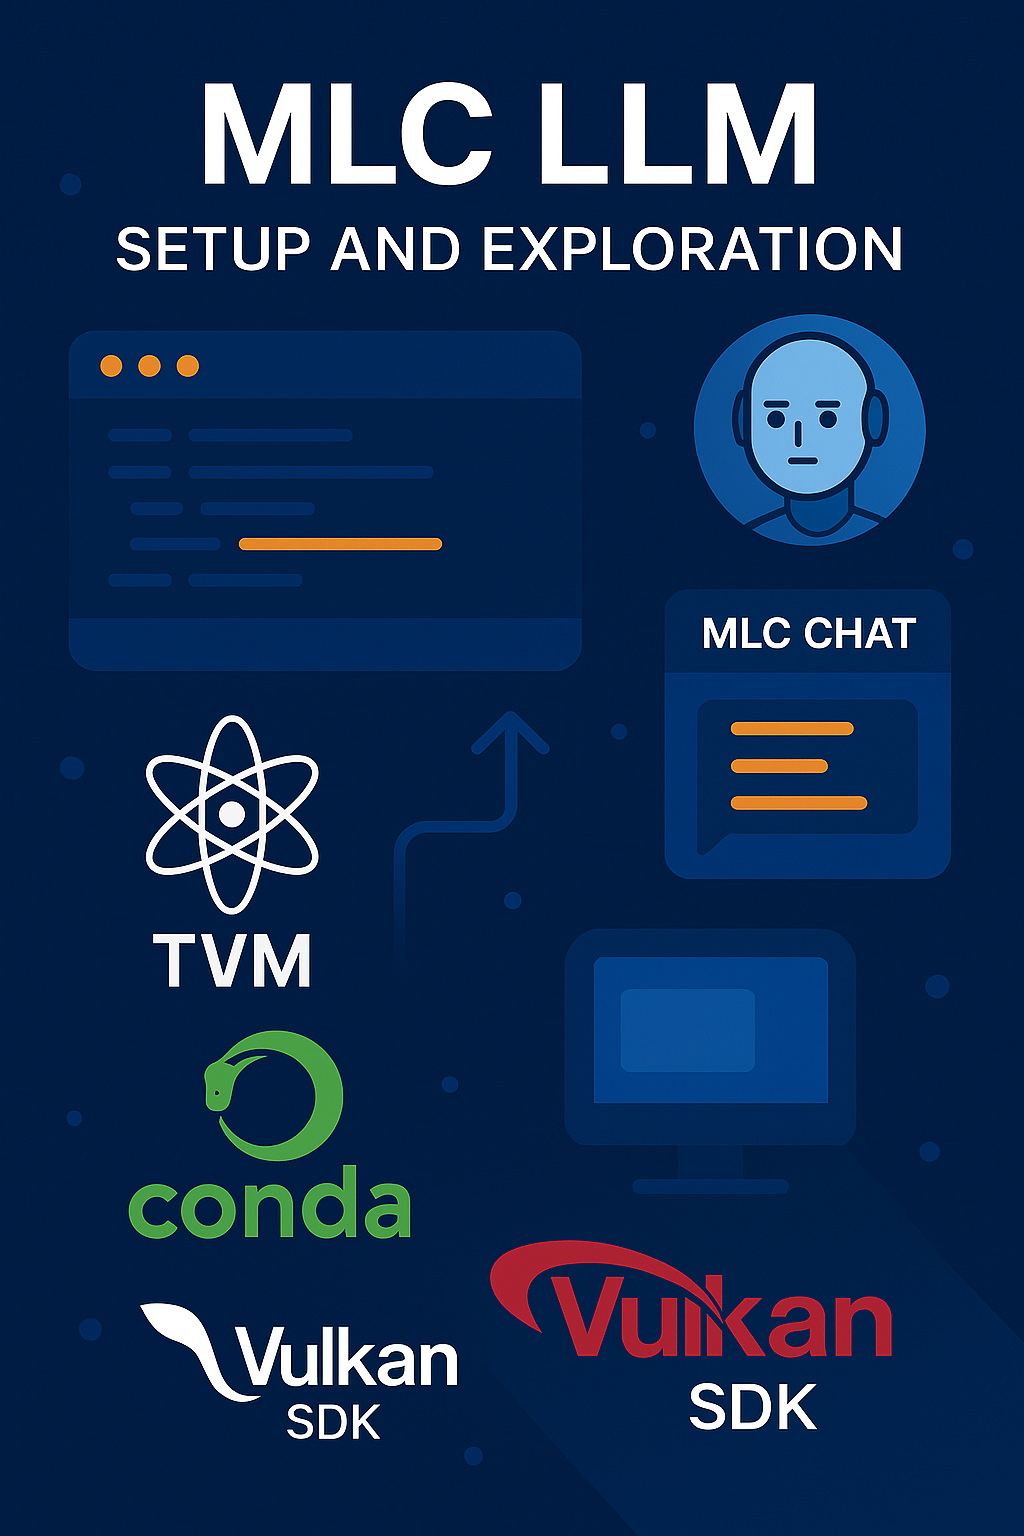 MLC LLM
SETUP AND EXPLORATION
MLC CHAT
TVM
conda
Vulkan
SDK
Vulkan
SDK